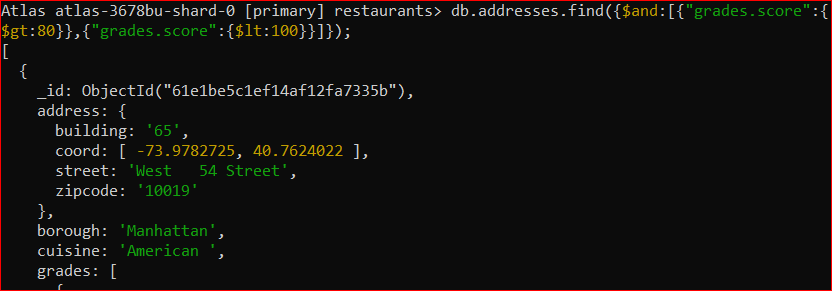 Atlas atlas-3678bu-shard-0 [primary] restaurants> db.addresses.find({$and:[{"grades.score":{
$gt:80}},{"grades.score":{$lt:100}}]});
[
  {
    _id: ObjectId("61e1be5c1ef14af12fa7335b"),
    address: {
      building: '65',
      coord: [ -73.9782725, 40.7624022 ],
      street: 'West   54 Street',
      zipcode: '10019'
    },
    borough: 'Manhattan',
    cuisine: 'American ',
    grades: [
      {